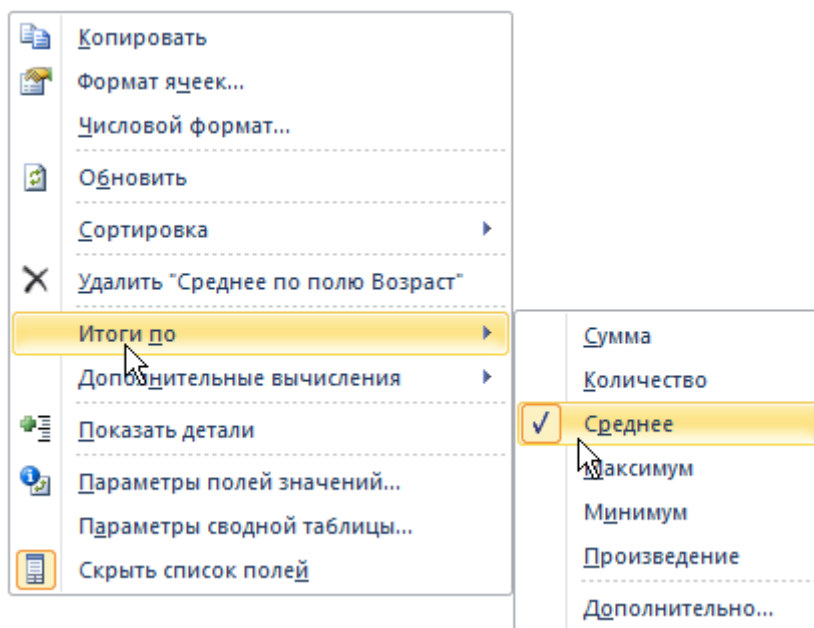 Копировать
Формат ячеек...
Числовой формат...
Обновить
Сортировка
Удалить "Среднее по полю Возраст"
Итоги по
Дополнительные вычисления
Показать детали
Параметры полей значений...
Параметры сводной таблицы...
Скрыть список полей
Сумма
Количество
Среднее
Максимум
Минимум
Произведение
Дополнительно...